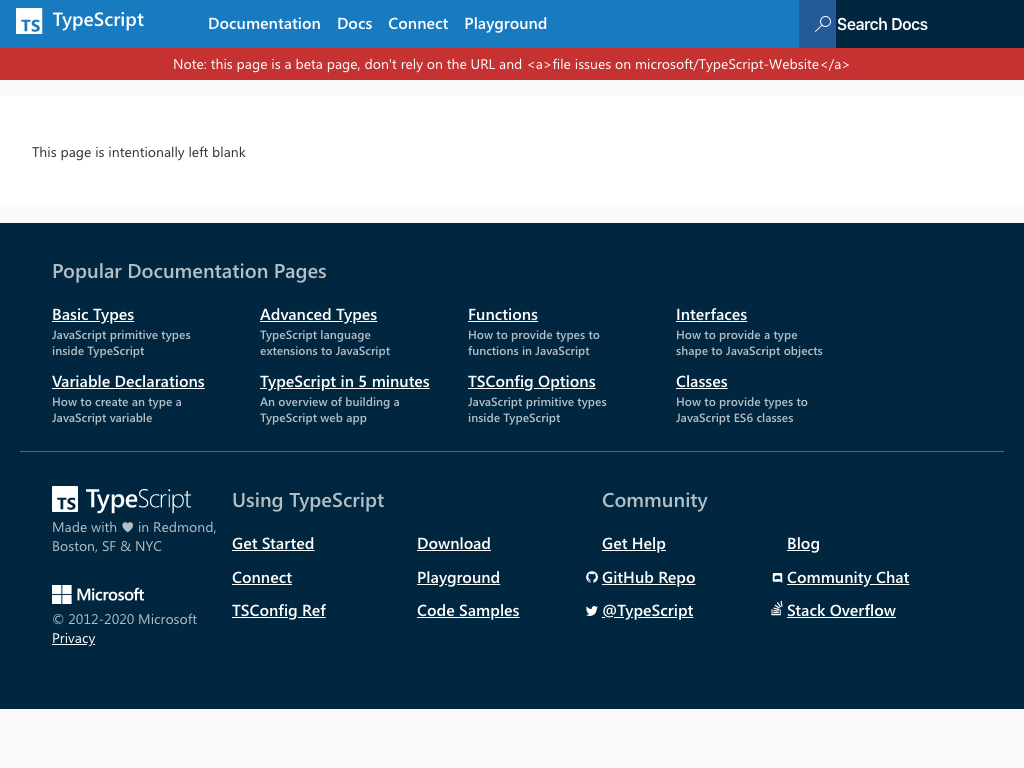 TS TypeScript
Documentation Docs Connect Playground
Search Docs
Note: this page is a beta page, don't rely on the URL and <a>file issues on microsoft/TypeScript-Website</a>
This page is intentionally left blank
Popular Documentation Pages
Basic Types
JavaScript primitive types
inside TypeScript
Advanced Types
TypeScript language
extensions to JavaScript
Functions
How to provide types to
functions in JavaScript
Interfaces
How to provide a type
shape to JavaScript objects
Variable Declarations
How to create an type a
JavaScript variable
TypeScript in 5 minutes
An overview of building a
TypeScript web app
TSConfig Options
JavaScript primitive types
inside TypeScript
Classes
How to provide types to
JavaScript ES6 classes
TS TypeScript
Made with ♥ in Redmond,
Boston, SF & NYC
Microsoft
© 2012-2020 Microsoft
Privacy
Using TypeScript
Get Started
Download
Connect
Playground
TSConfig Ref
Code Samples
Community
Get Help
Blog
GitHub Repo
Community Chat
@TypeScript
Stack Overflow